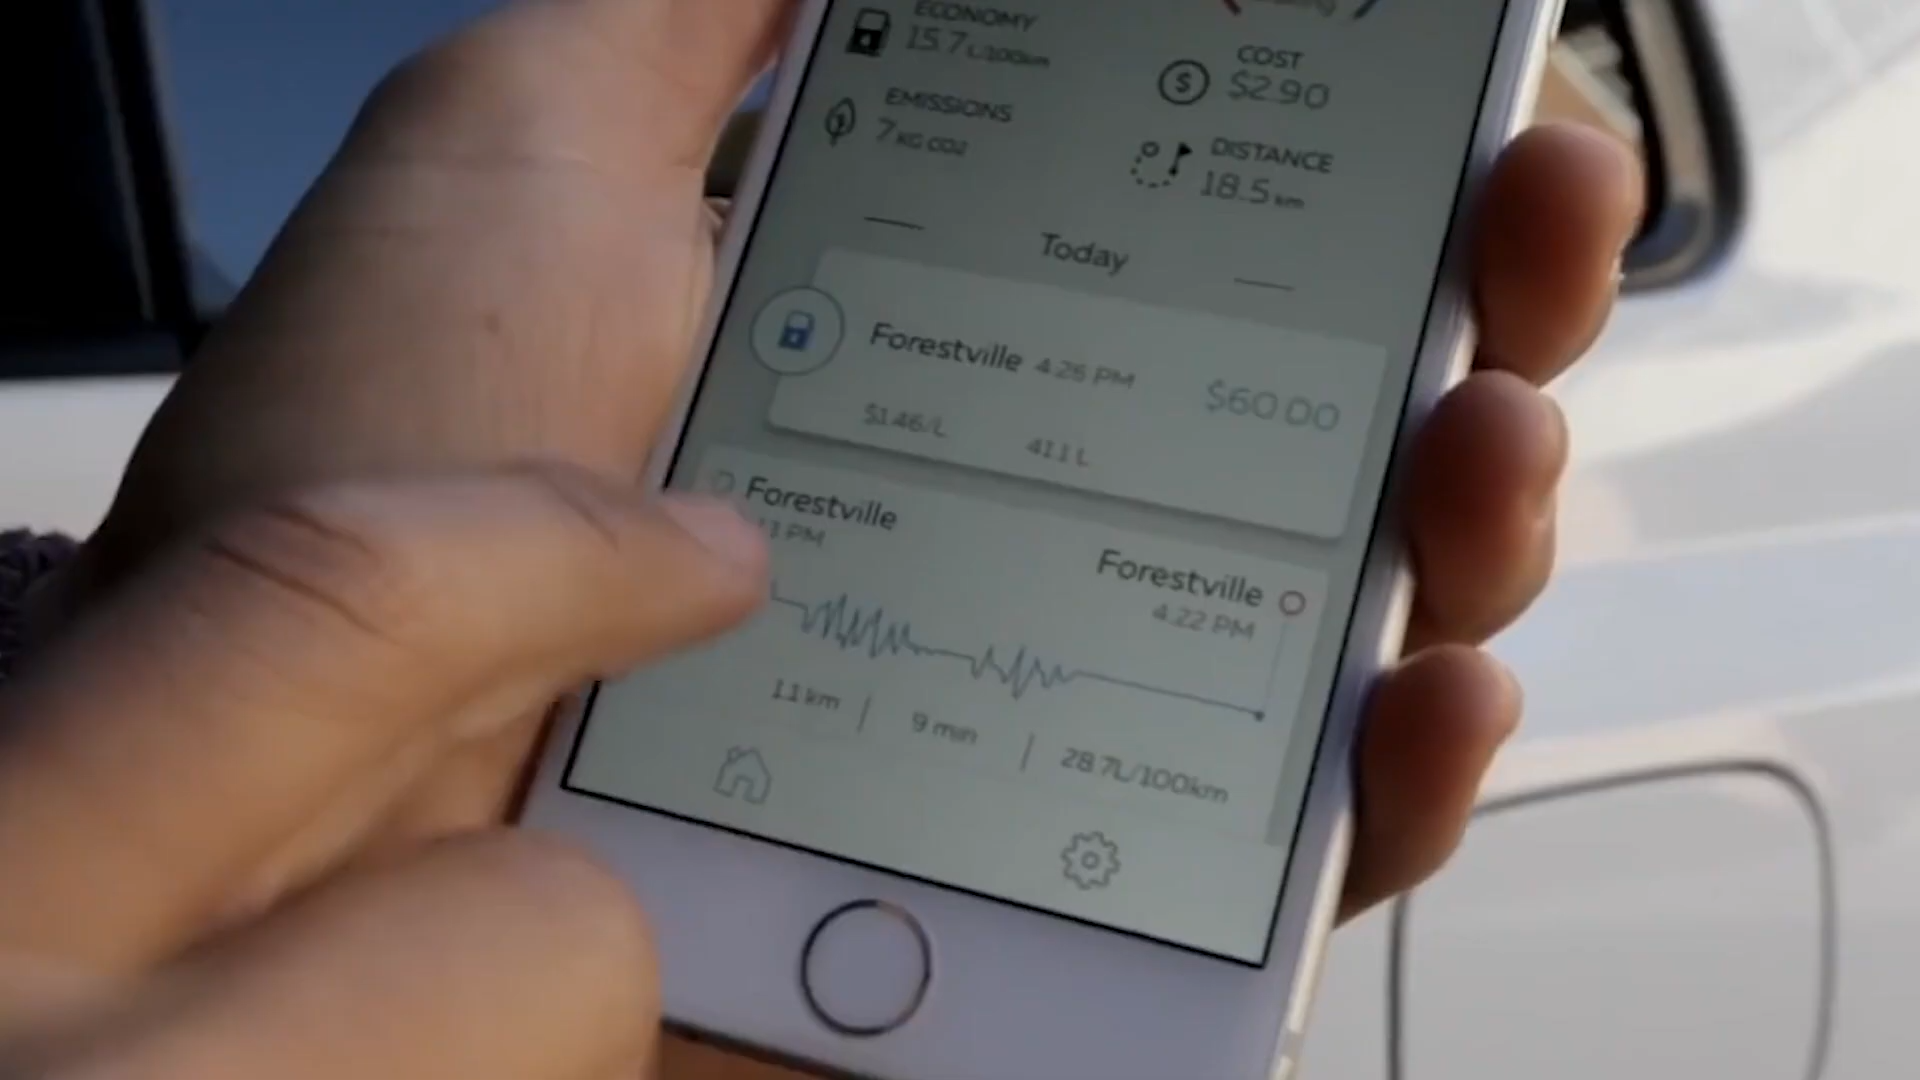 ECONOMY
15.7 L/100km
COST
$2.90
EMISSIONS
7 KG CO2
DISTANCE
18.5 km
Today
Forestville 4.26 PM $60.00
$1.46/L 41.1 L
Forestville
Forestville
4.22 PM
1.1 km | 9 min | 28.7L/100km